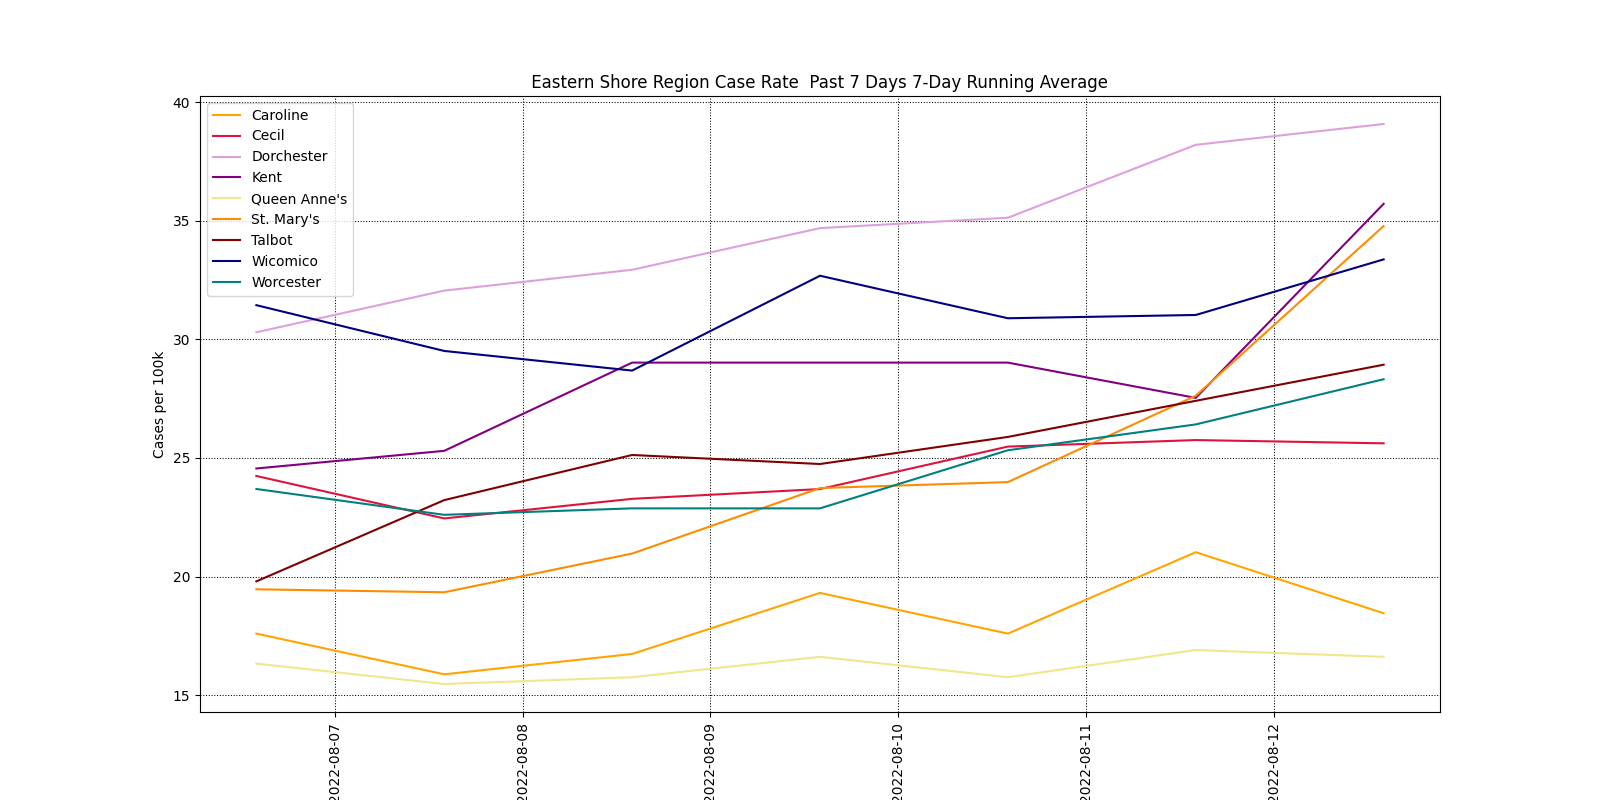 Eastern Shore Region Case Rate  Past 7 Days 7-Day Running Average
40
35
30
25
20
15
Cases per 100k
Caroline
Cecil
Dorchester
Kent
Queen Anne's
St. Mary's
Talbot
Wicomico
Worcester
2022-08-07
2022-08-08
2022-08-09
2022-08-10
2022-08-11
2022-08-12